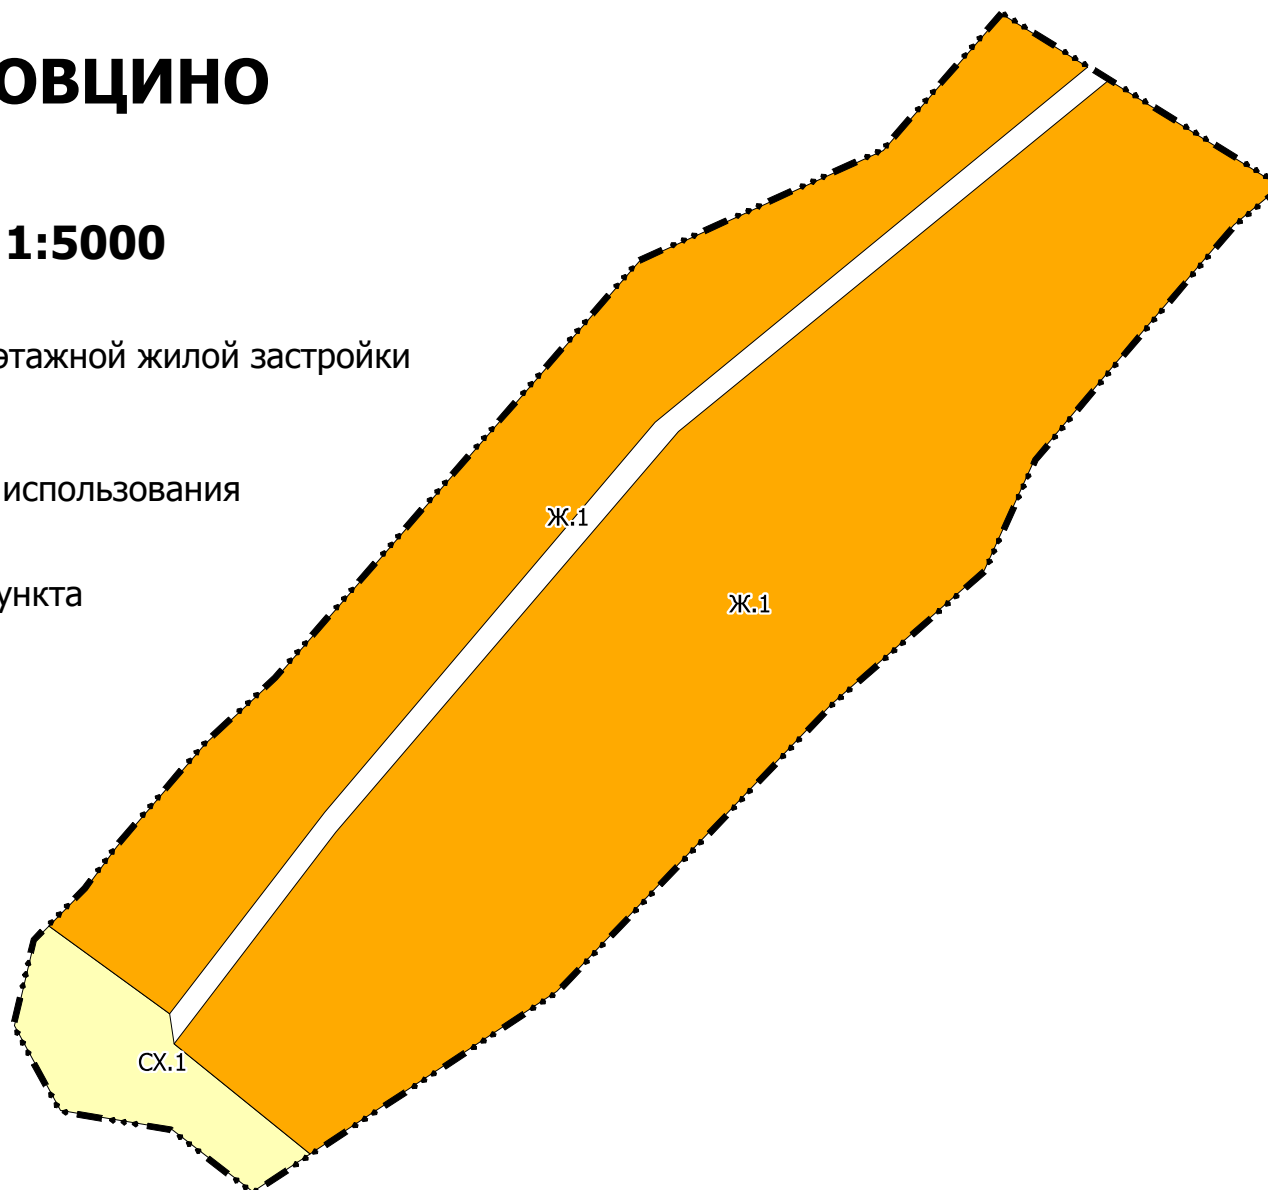 ОВЦИНО
1:5000
этажной жилой застройки
использования
ункта
Ж.1
Ж.1
СХ.1